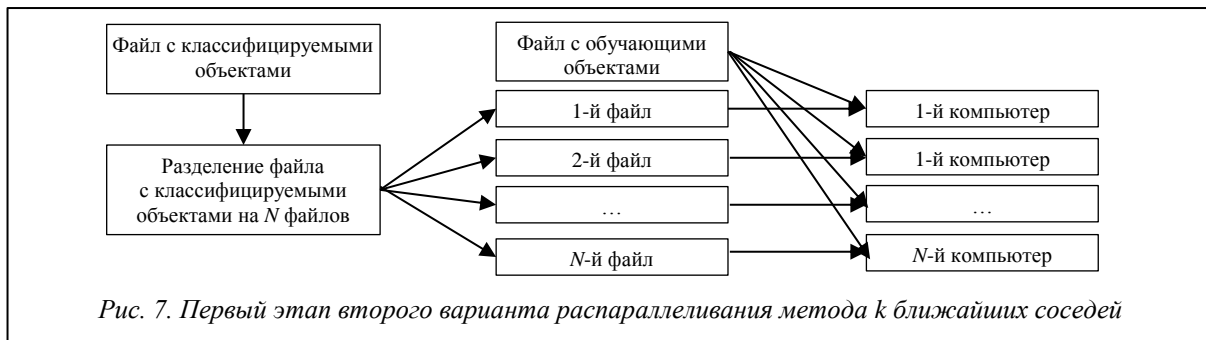 Файл с классифицируемыми
объектами
Разделение файла
с классифицируемыми
объектами на N файлов
Файл с обучающими
объектами
1-й файл
2-й файл
…
N-й файл
1-й компьютер
1-й компьютер
…
N-й компьютер
Рис. 7. Первый этап второго варианта распараллеливания метода k ближайших соседей